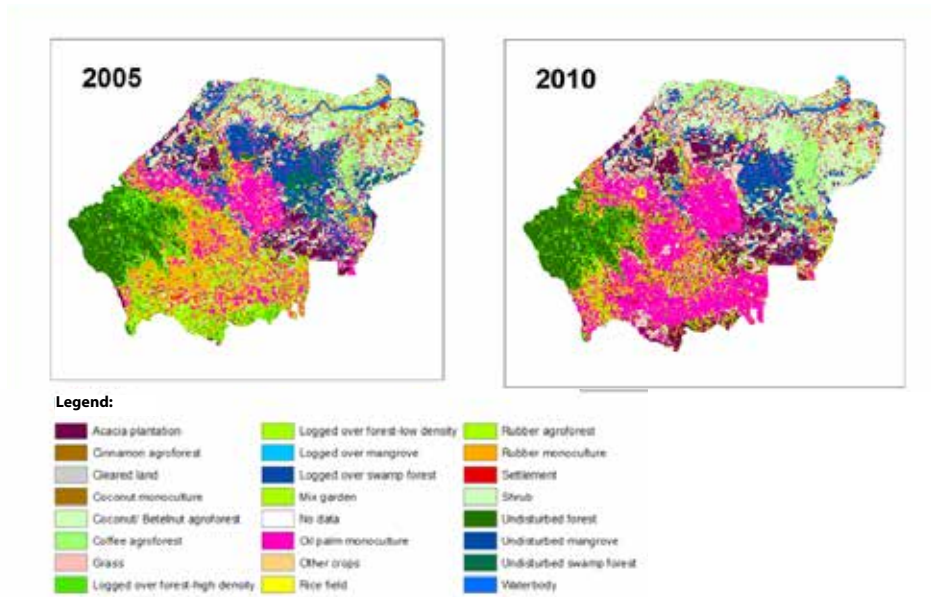 2005
2010
Legend:
Acacia plantation
Cinnamon agroforest
Cleared land
Coconut monoculture
Coconut/ Betelnut agroforest
Coffee agroforest
Grass
Logged over forest-high density
Logged over forest-low density
Logged over mangrove
Logged over swamp forest
Mix garden
No data
Oil palm monoculture
Other crops
Rice field
Rubber agroforest
Rubber monoculture
Settlement
Shrub
Undisturbed forest
Undisturbed mangrove
Undisturbed swamp forest
Waterbody